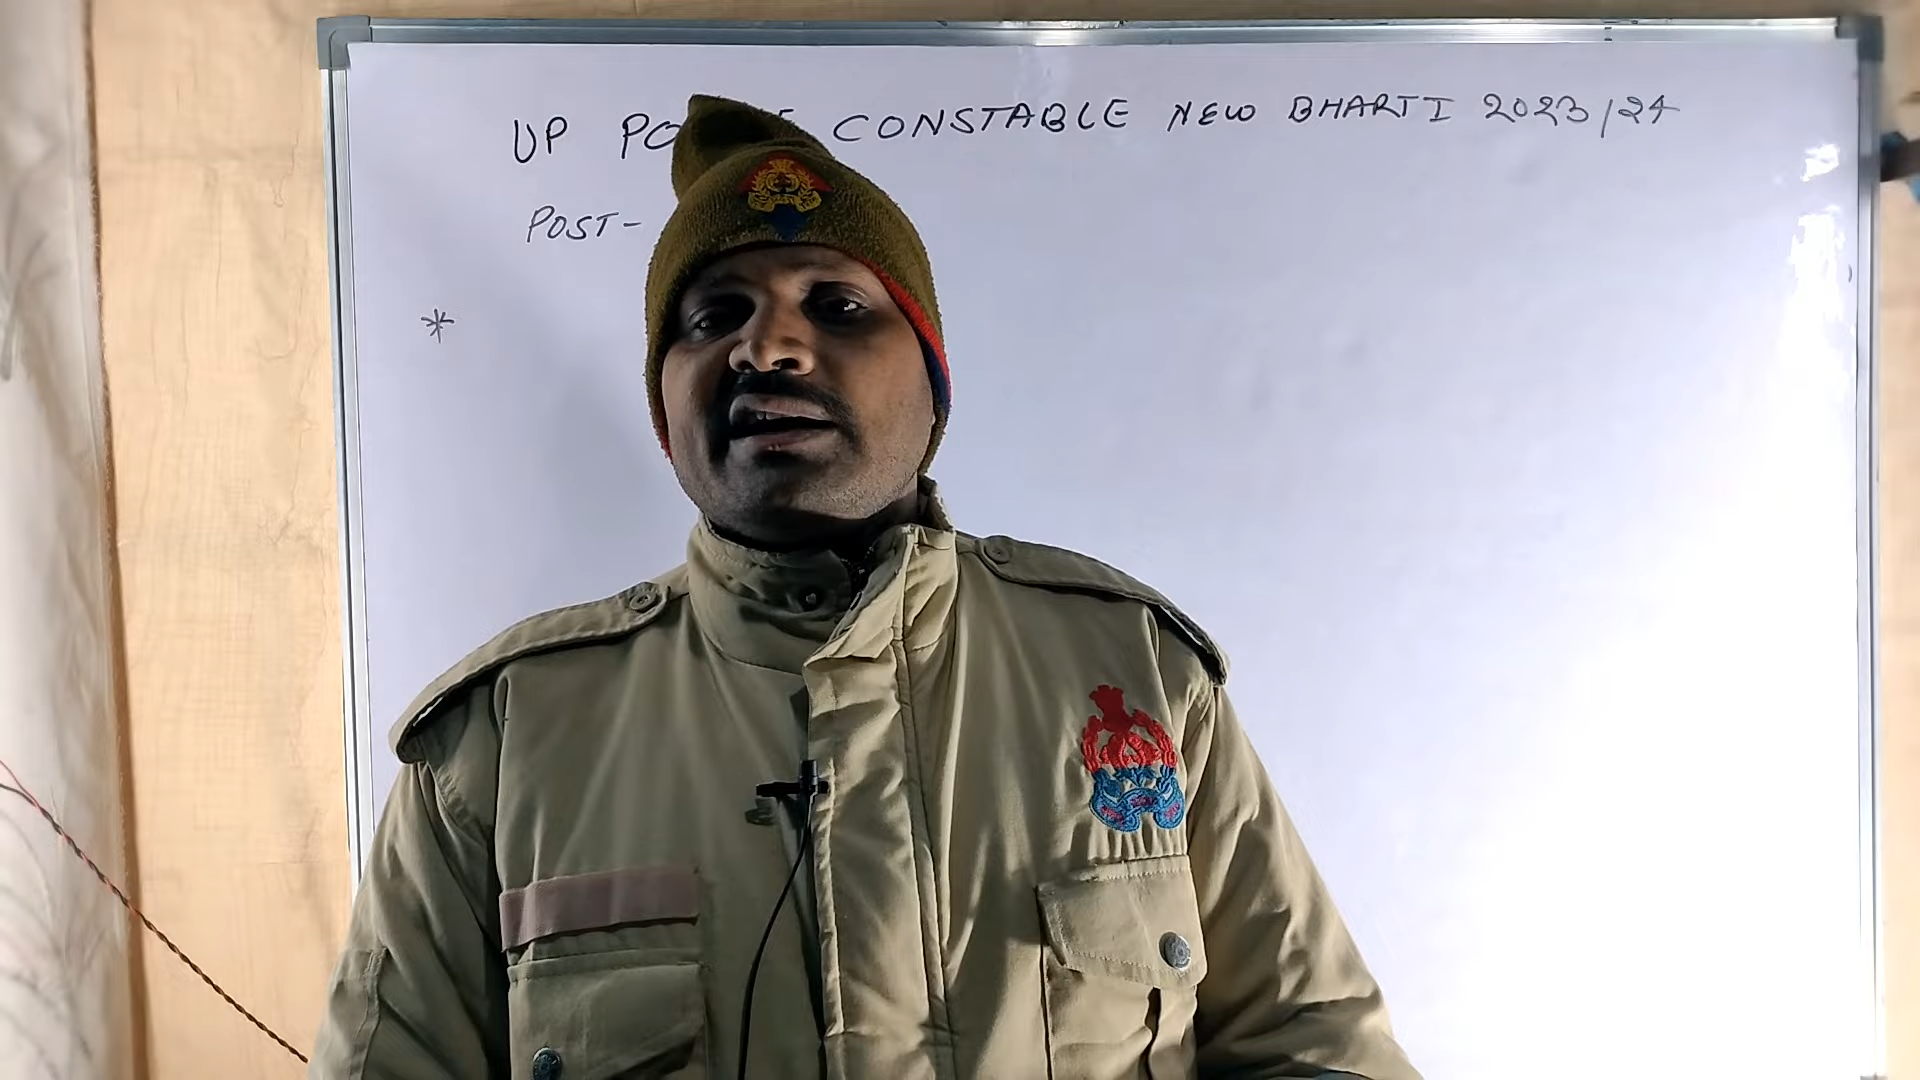 UP PO E CONSTABLE NEW BHARTI 2023/24
POST-
*